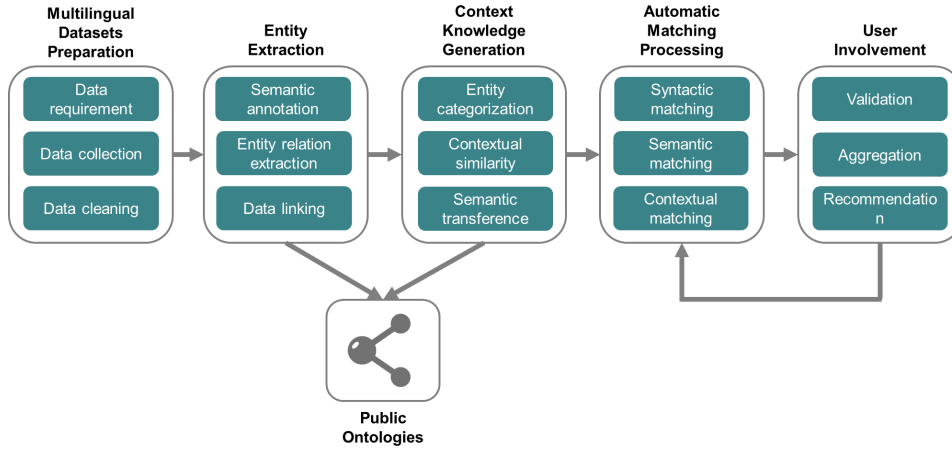 Multilingual
Datasets
Preparation
Data
requirement
Data collection
Data cleaning
Entity
Extraction
Semantic
annotation
Entity relation
extraction
Data linking
Context
Knowledge
Generation
Entity
categorization
Contextual
similarity
Semantic
transference
Automatic
Matching
Processing
Syntactic
matching
Semantic
matching
Contextual
matching
User
Involvement
Validation
Aggregation
Recommendatio
n
Public
Ontologies